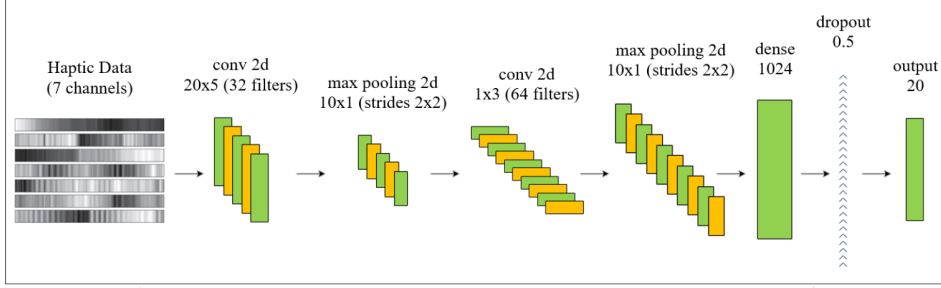 Haptic Data
(7 channels)
conv 2d
20x5 (32 filters)
max pooling 2d
10x1 (strides 2x2)
conv 2d
1x3 (64 filters)
max pooling 2d
10x1 (strides 2x2)
dense
1024
dropout
0.5
output
20